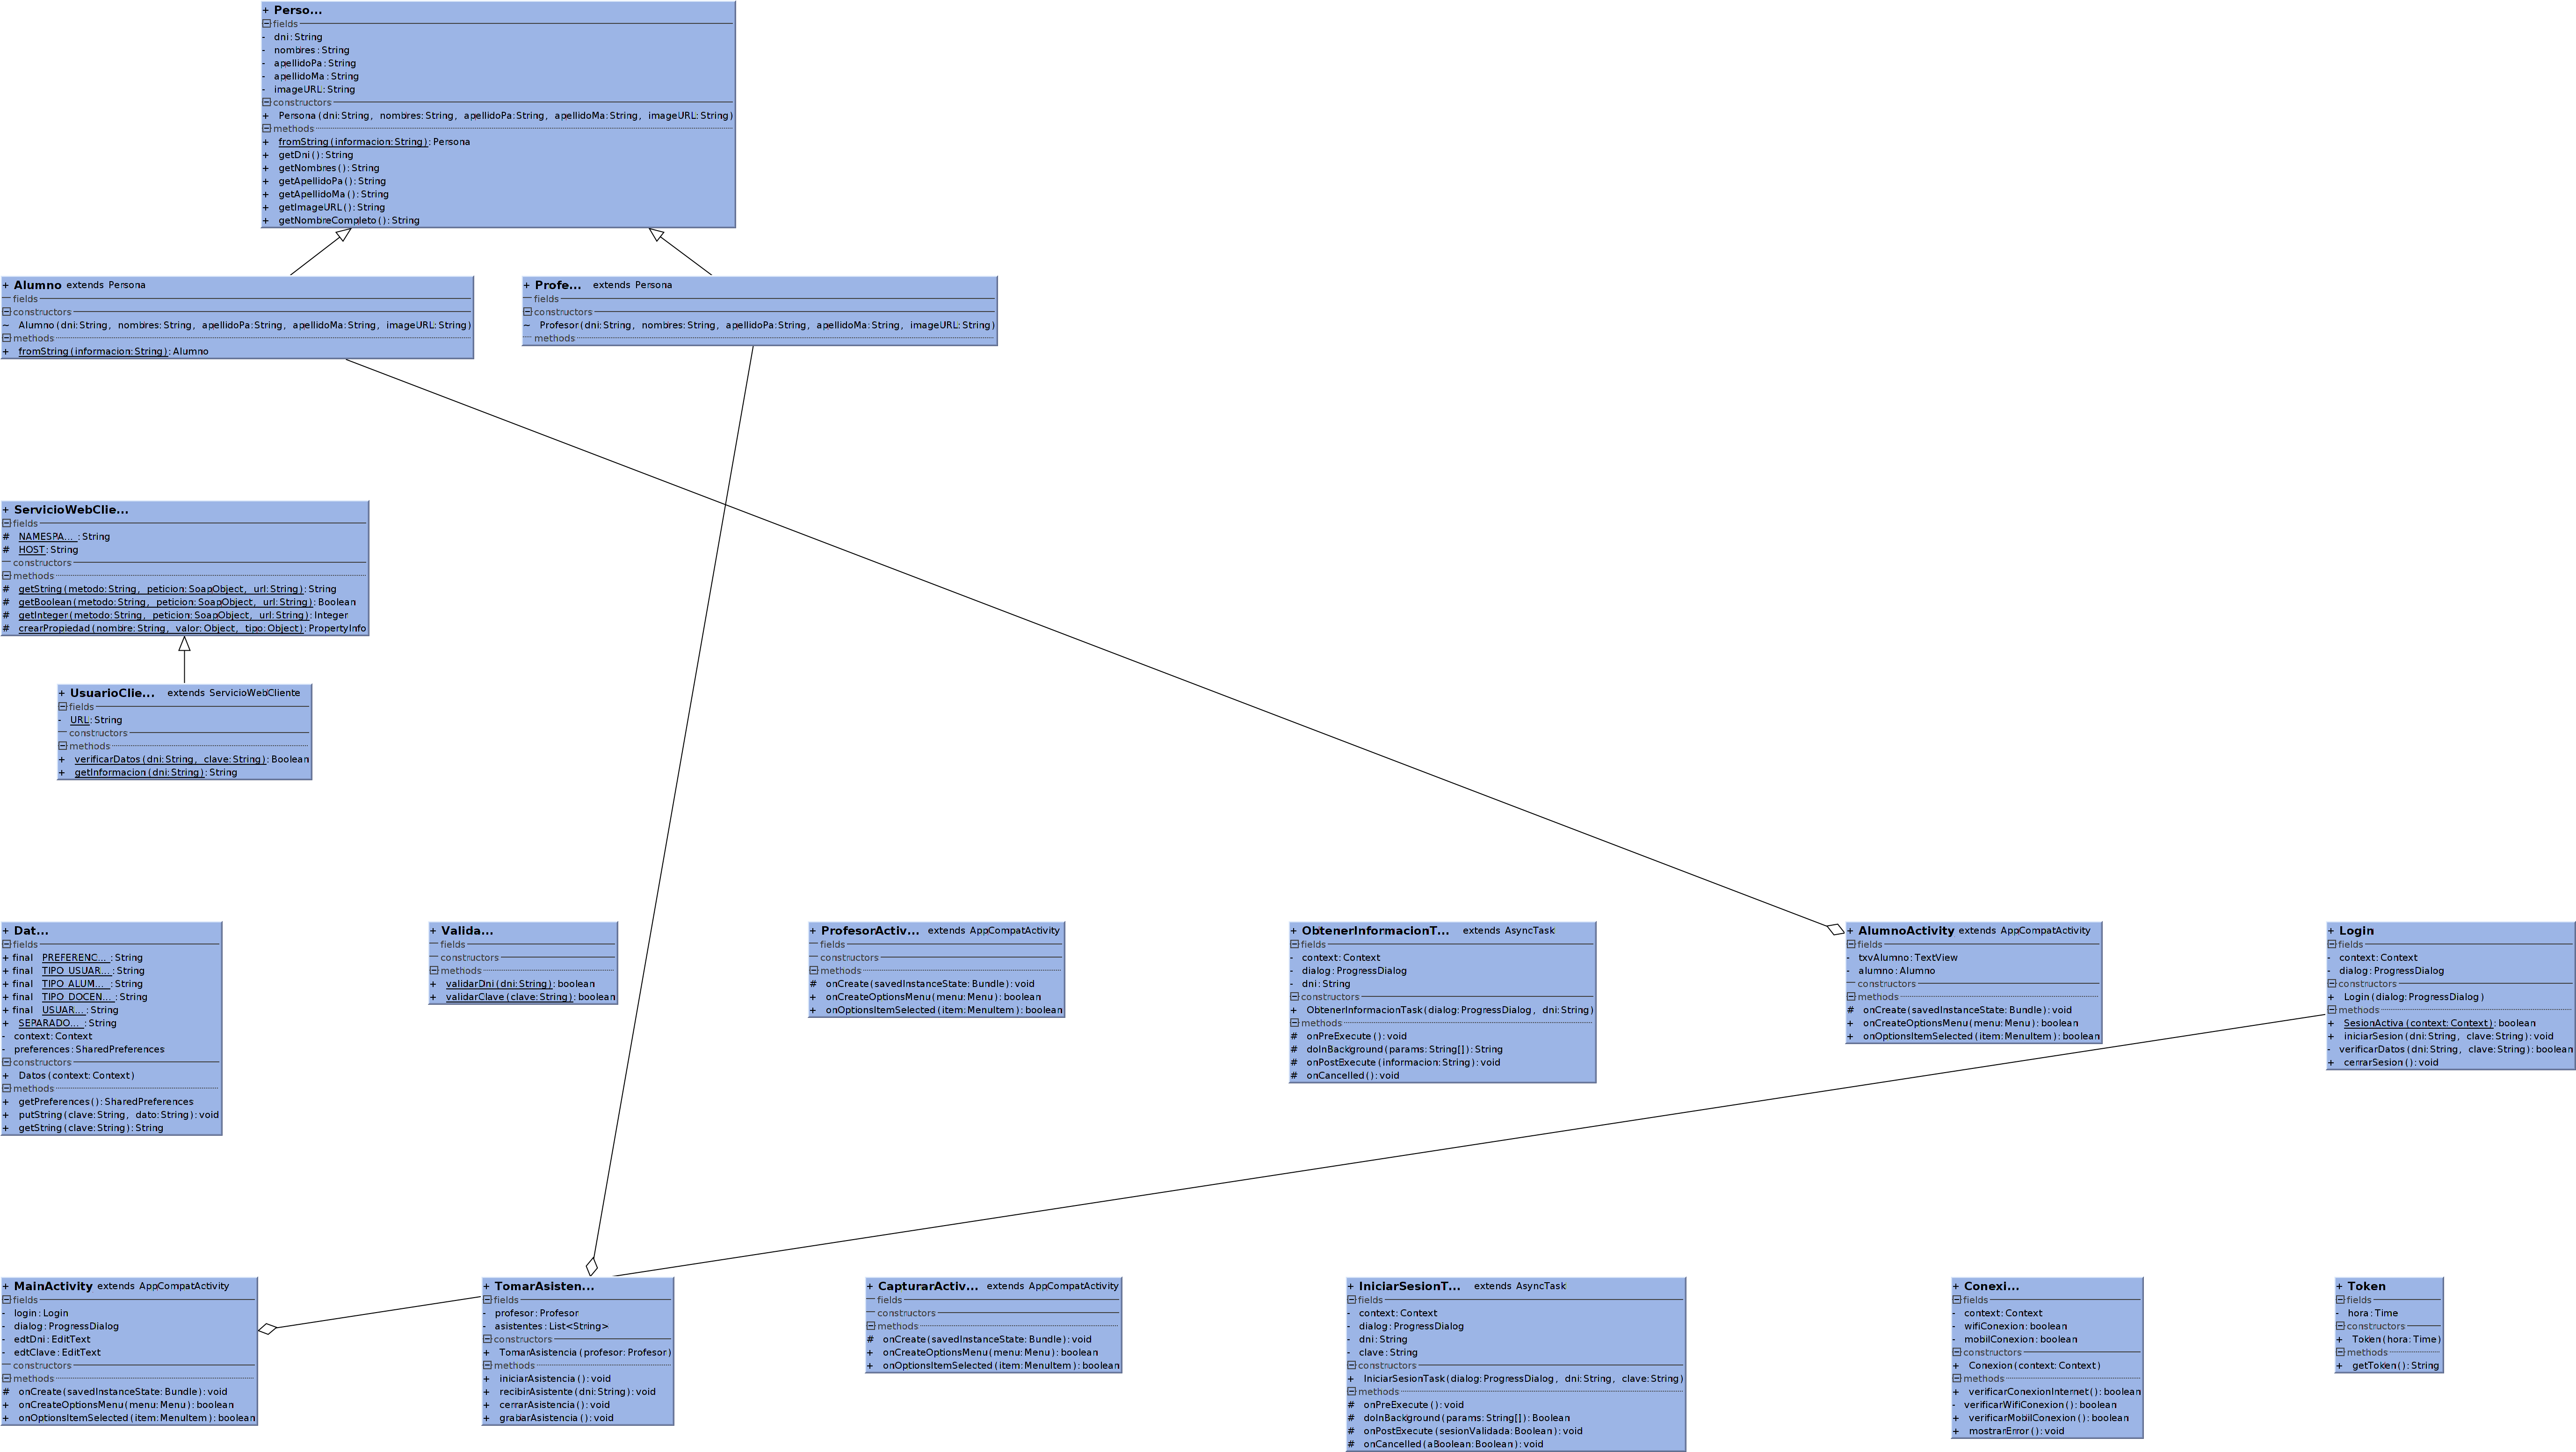 + Perso...
fields
- dni: String
- nombires: String
- apellidoPa: String
- apellidoMa: String
- imageURL: String
constructors
+ Persona(dni:String, nombires:String, apellidoPa:String, apellidoMa:String, imageURL:String)
methods
+ fromString(informacion:String): Persona
+ getDni(): String
+ getNombres(): String
+ getApellidoPa(): String
+ getApellidoMa(): String
+ getImageURL(): String
+ getNombreCompleto(): String
+ Alumno extends Persona
fields
constructors
~ Alumno(dni:String, nombires:String, apellidoPa:String, apellidoMa:String, imageURL:String)
methods
+ fromString(informacion:String): Alumno
+ Profe... extends Persona
fields
constructors
~ Profesor(dni:String, nombires:String, apellidoPa:String, apellidoMa:String, imageURL:String)
methods
+ ServicioWebClie...
fields
# NAMESPA... : String
# HOST: String
constructors
methods
# getString(metodo:String, peticion:SoapObject, url:String): String
# getBoolean(metodo:String, peticion:SoapObject, url:String): Boolean
# getInteger(metodo:String, peticion:SoapObject, url:String): Integer
# crearPropiedad(nombre:String, valor:Object, tipo:Object): PropertyInfo
+ UsuarioClie... extends ServicioWebCliente
fields
- URL: String
constructors
methods
+ verificarDatos(dni:String, clave:String): Boolean
+ getInformacion(dni:String): String
+ Dat...
fields
+ final PREFERENC... : String
+ final TIPO_USUAR... : String
+ final TIPO_ALUM... : String
+ final TIPO_DOCEN... : String
+ final USUAR... : String
+ SEPARADO... : String
- context: Context
- preferences: SharedPreferences
constructors
+ Datos(context:Context)
methods
+ getPreferences(): SharedPreferences
+ putString(clave:String, dato:String): void
+ getString(clave:String): String
+ Valida...
fields
constructors
methods
+ validarDni(dni:String): boolean
+ validarClave(clave:String): boolean
+ ProfesorActiv... extends AppCompatActivity
fields
constructors
methods
# onCreate(savedInstanceState:Bundle): void
+ onCreateOptionsMenu(menu:Menu): boolean
+ onOptionsItemSelected(item:MenuItem): boolean
+ ObtenerInformacionT... extends AsyncTask
fields
- context: Context
- dialog: ProgressDialog
- dni: String
constructors
+ ObtenerInformacionTask(dialog:ProgressDialog, dni:String)
methods
# onPreExecute(): void
# doInBackground(params:String[]): String
# onPostExecute(informacion:String): void
# onCancelled(): void
+ AlumnoActivity extends AppCompatActivity
fields
- txvAlumno: TextView
- alumno: Alumno
constructors
methods
# onCreate(savedInstanceState:Bundle): void
+ onCreateOptionsMenu(menu:Menu): boolean
+ onOptionsItemSelected(item:MenuItem): boolean
+ Login
fields
- context: Context
- dialog: ProgressDialog
constructors
+ Login(dialog:ProgressDialog)
methods
+ SesionActiva(context:Context): boolean
+ iniciarSesion(dni:String, clave:String): void
- verificarDatos(dni:String, clave:String): boolean
+ cerrarSesion(): void
+ MainActivity extends AppCompatActivity
fields
- login: Login
- dialog: ProgressDialog
- edtDni: EditText
- edtClave: EditText
constructors
methods
# onCreate(savedInstanceState:Bundle): void
+ onCreateOptionsMenu(menu:Menu): boolean
+ onOptionsItemSelected(item:MenuItem): boolean
+ TomarAsisten...
fields
- profesor: Profesor
- asistentes: List<String>
constructors
+ TomarAsistencia(profesor:Profesor)
methods
+ iniciarAsistencia(): void
+ recibirAsistente(dni:String): void
+ cerrarAsistencia(): void
+ grabarAsistencia(): void
+ CapturarActiv... extends AppCompatActivity
fields
constructors
methods
# onCreate(savedInstanceState:Bundle): void
+ onCreateOptionsMenu(menu:Menu): boolean
+ onOptionsItemSelected(item:MenuItem): boolean
+ IniciarSesionT... extends AsyncTask
fields
- context: Context
- dialog: ProgressDialog
- dni: String
- clave: String
constructors
+ IniciarSesionTask(dialog:ProgressDialog, dni:String, clave:String)
methods
# onPreExecute(): void
# doInBackground(params:String[]): Boolean
# onPostExecute(sesionValidada:Boolean): void
# onCancelled(aBoolean:Boolean): void
+ Conexi...
fields
- context: Context
- wifiConexion: boolean
- mobilConexion: boolean
constructors
+ Conexion(context:Context)
methods
+ verificarConexionInternet(): boolean
- verificarWifiConexion(): boolean
+ verificarMobilConexion(): boolean
+ mostrarError(): void
+ Token
fields
- hora: Time
constructors
+ Token(hora:Time)
methods
+ getToken(): String